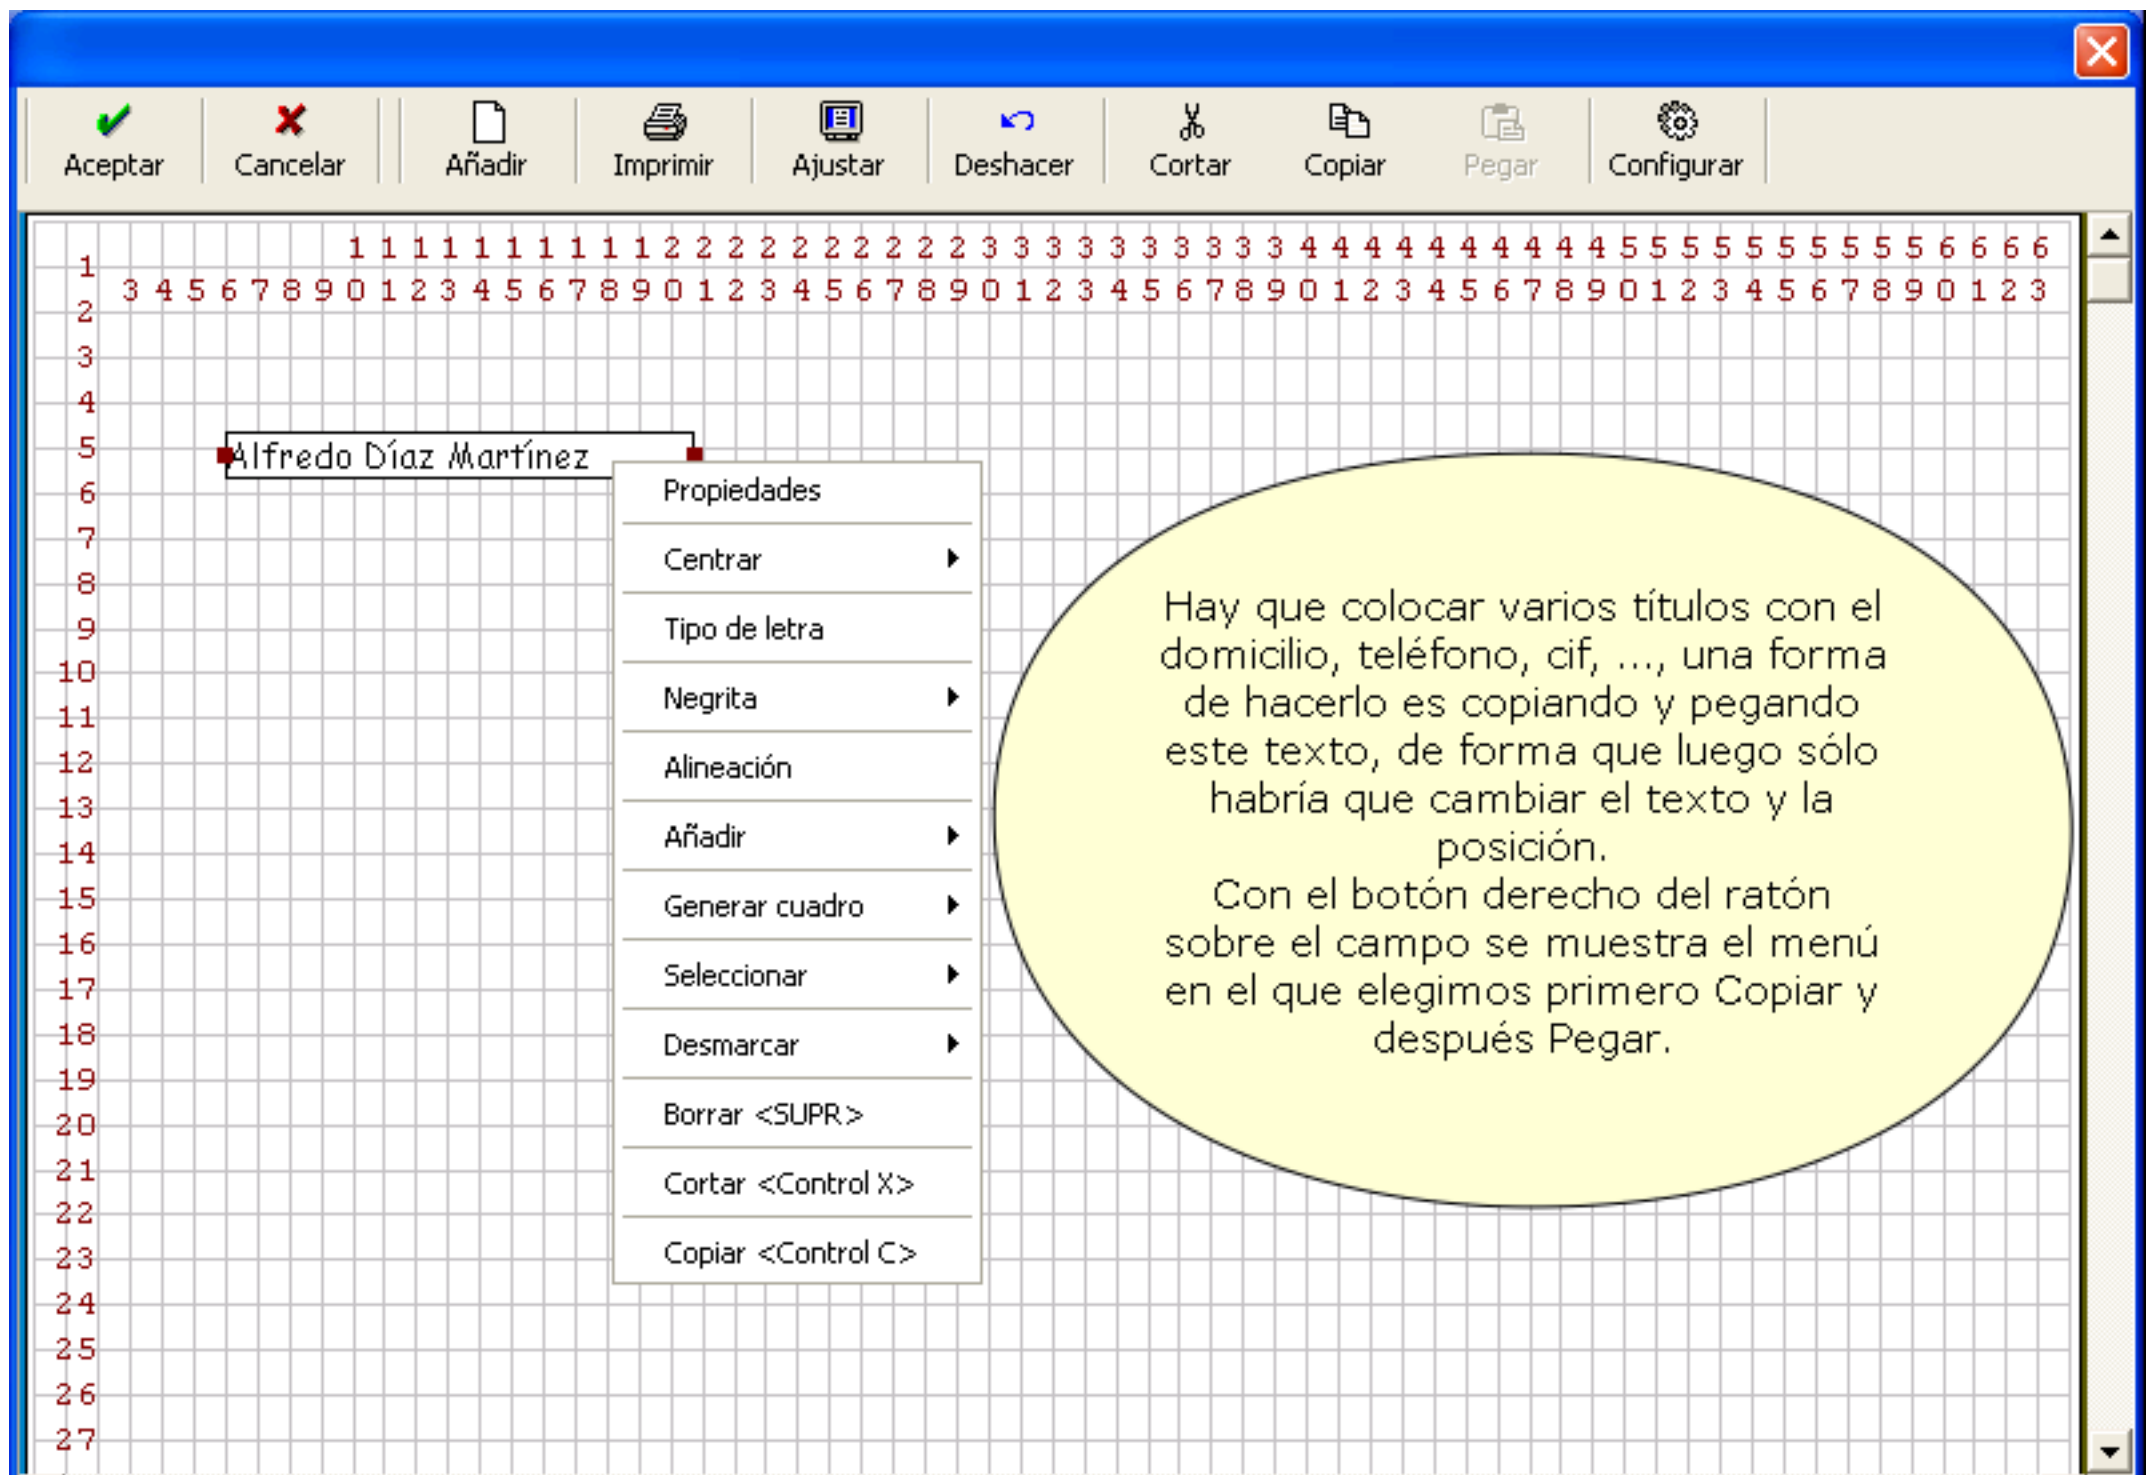 Aceptar Cancelar Añadir Imprimir Ajustar Deshacer Cortar Copiar Pegar Configurar
1 1 1 1 1 1 1 1 1 1 2 2 2 2 2 2 2 2 2 2 3 3 3 3 3 3 3 3 3 3 4 4 4 4 4 4 4 4 4 4 5 5 5 5 5 5 5 5 5 5 6 6 6 6
1
3 4 5 6 7 8 9 0 1 2 3 4 5 6 7 8 9 0 1 2 3 4 5 6 7 8 9 0 1 2 3 4 5 6 7 8 9 0 1 2 3 4 5 6 7 8 9 0 1 2 3 4 5 6 7 8 9 0 1 2 3
2
3
4
5
Alfredo Díaz Martínez
6
7
8
9
10
11
12
13
14
15
16
17
18
19
20
21
22
23
24
25
26
27
Propiedades
Centrar
Tipo de letra
Negrita
Alineación
Añadir
Generar cuadro
Seleccionar
Desmarcar
Borrar <SUPR>
Cortar <Control X>
Copiar <Control C>
Hay que colocar varios títulos con el
domicilio, teléfono, cif, ..., una forma
de hacerlo es copiando y pegando
este texto, de forma que luego sólo
habría que cambiar el texto y la
posición.
Con el botón derecho del ratón
sobre el campo se muestra el menú
en el que elegimos primero Copiar y
después Pegar.